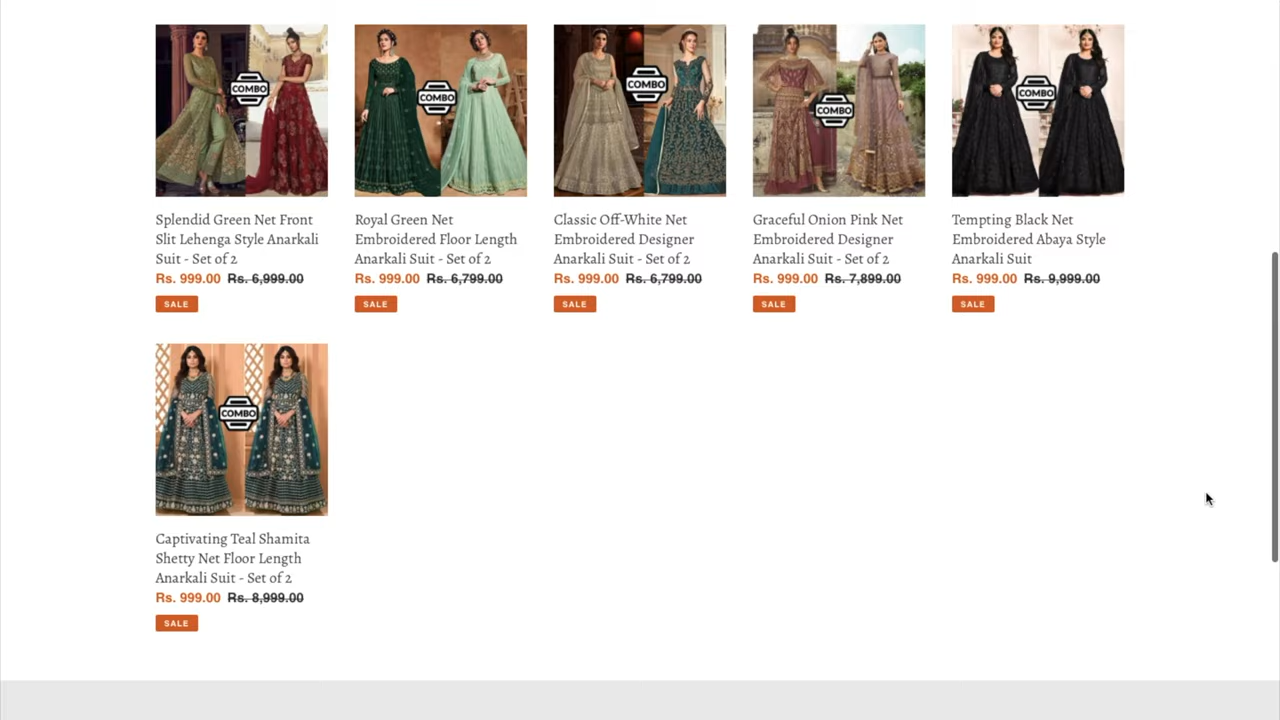 COMBO
COMBO
COMBO
COMBO
COMBO
Splendid Green Net Front
Slit Lehenga Style Anarkali
Suit - Set of 2
Rs. 999.00 Rs. 6,999.00
SALE
Royal Green Net
Embroidered Floor Length
Anarkali Suit - Set of 2
Rs. 999.00 Rs. 6,799.00
SALE
Classic Off-White Net
Embroidered Designer
Anarkali Suit - Set of 2
Rs. 999.00 Rs. 6,799.00
SALE
Graceful Onion Pink Net
Embroidered Designer
Anarkali Suit - Set of 2
Rs. 999.00 Rs. 7,899.00
SALE
Tempting Black Net
Embroidered Abaya Style
Anarkali Suit
Rs. 999.00 Rs. 9,999.00
SALE
COMBO
Captivating Teal Shamita
Shetty Net Floor Length
Anarkali Suit - Set of 2
Rs. 999.00 Rs. 8,999.00
SALE